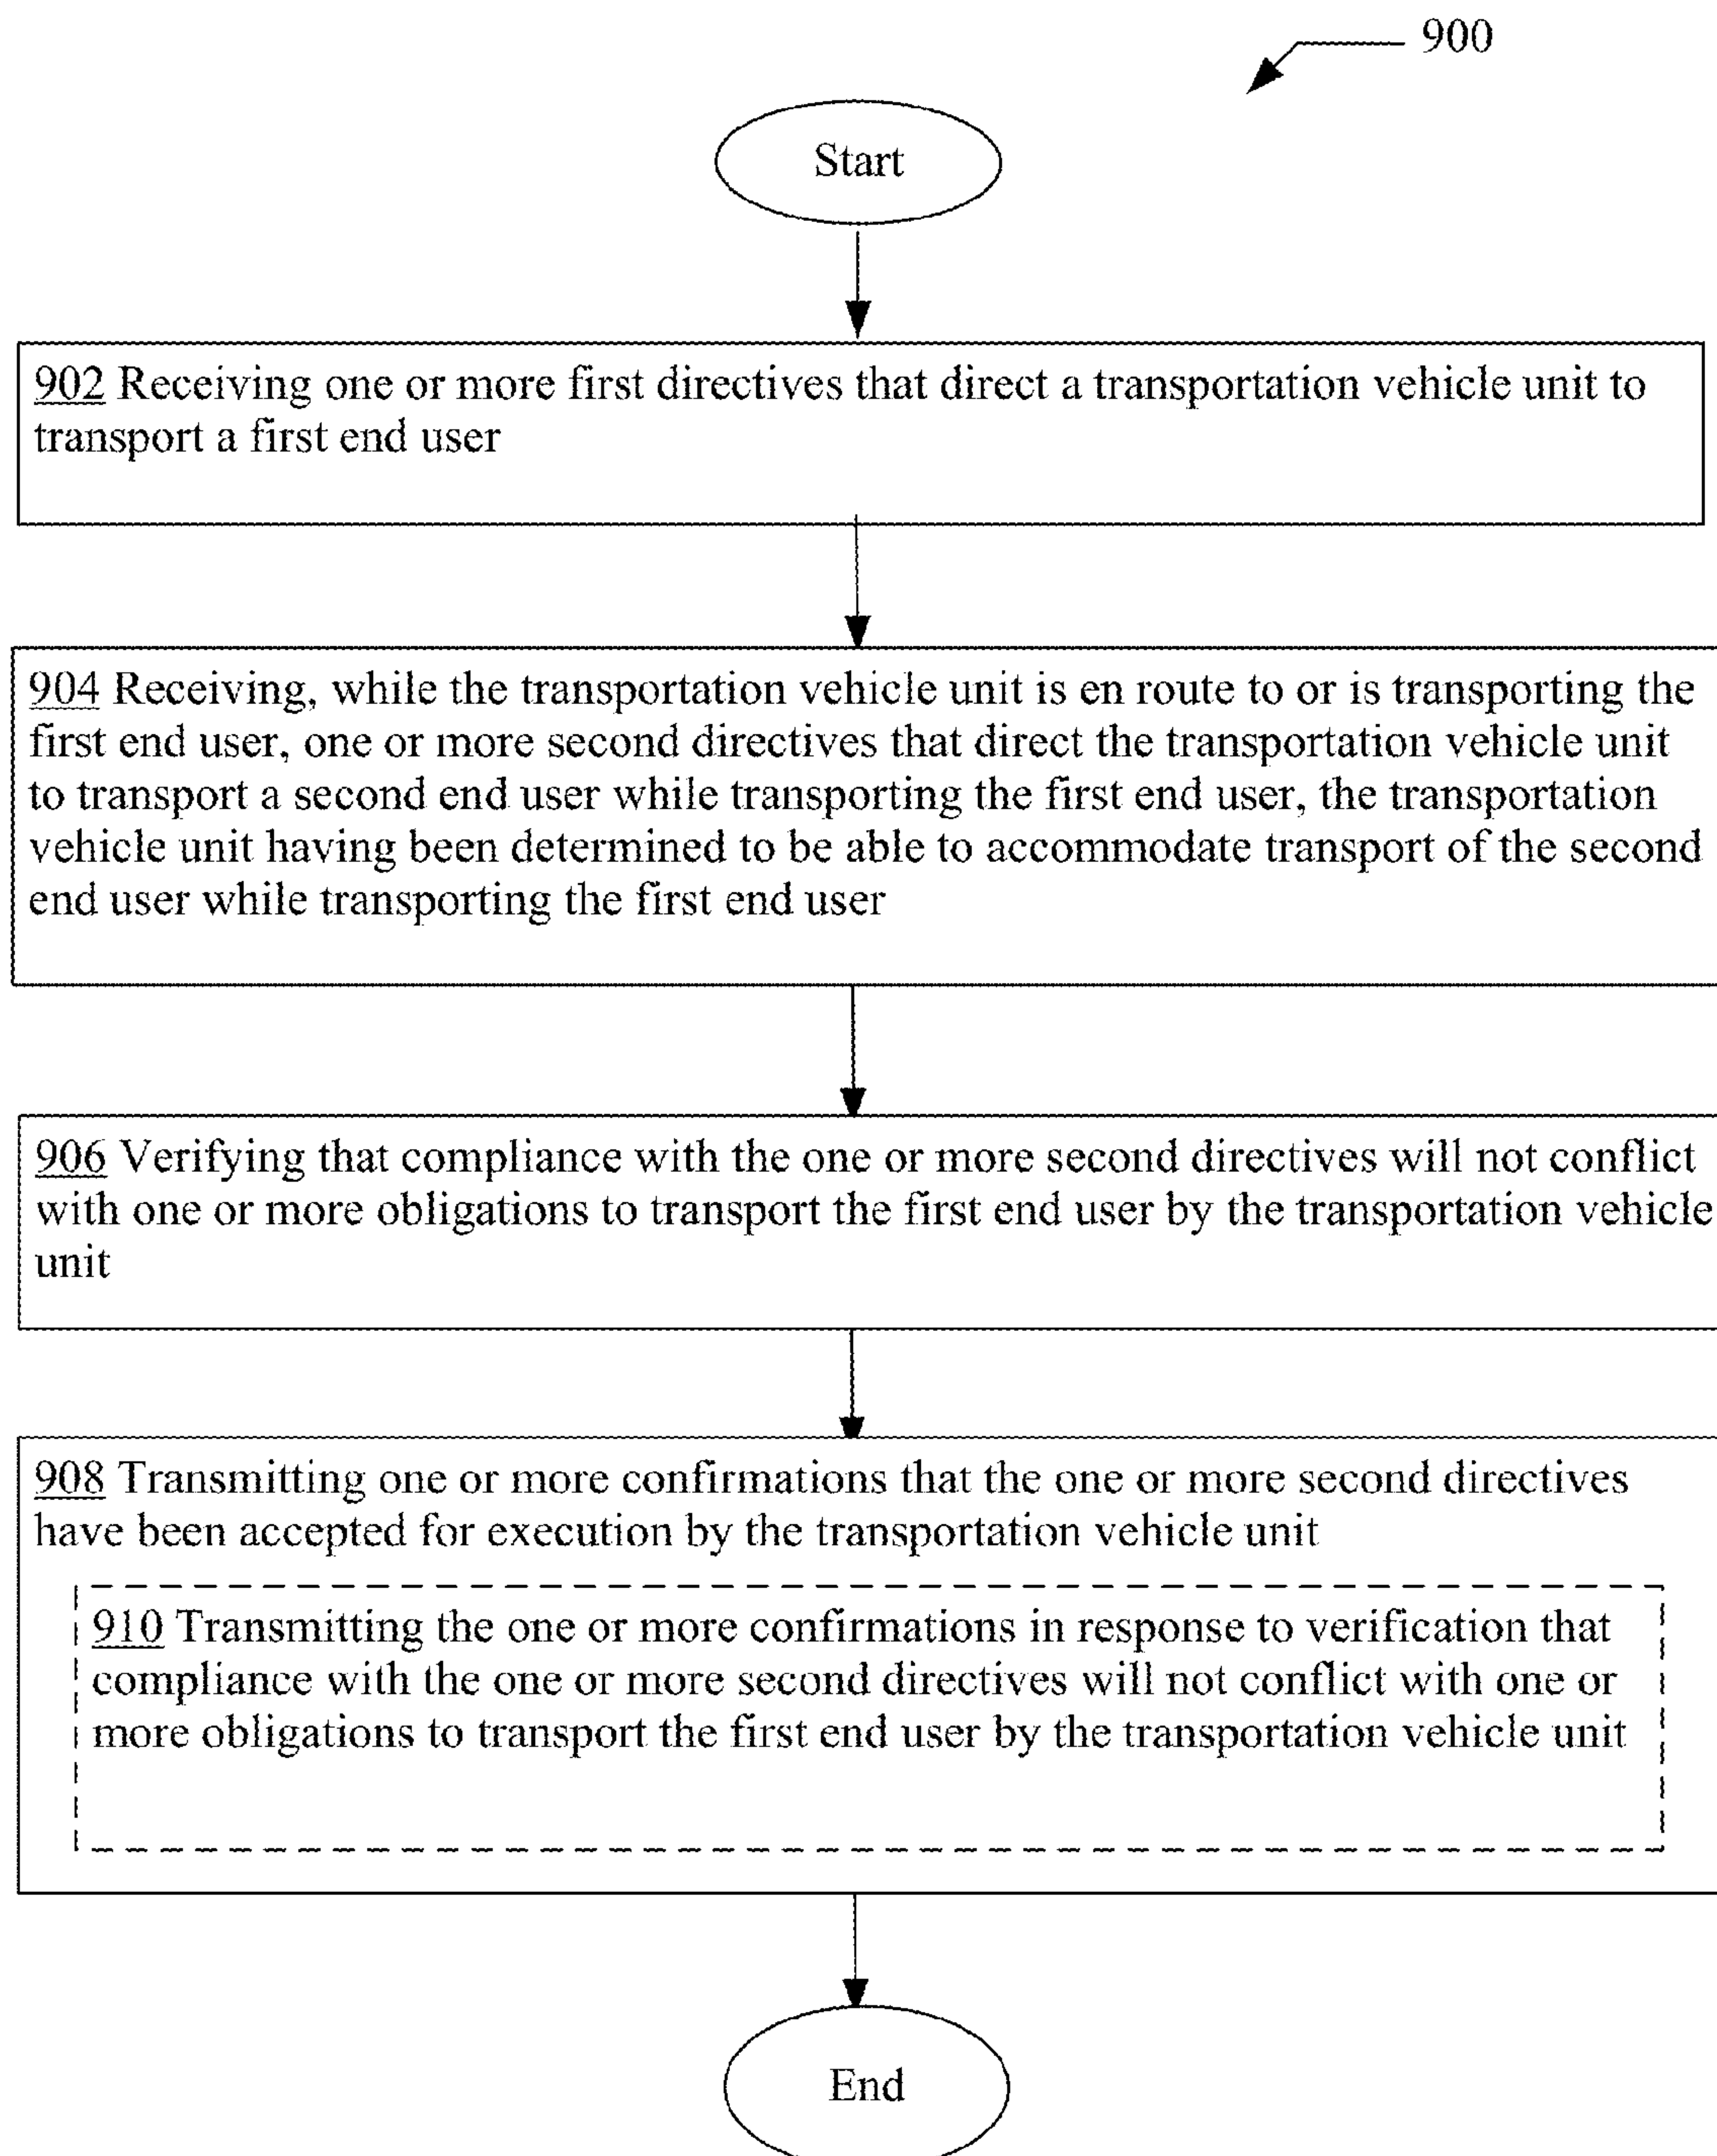 900
Start
902 Receiving one or more first directives that direct a transportation vehicle unit to
transport a first end user
904 Receiving, while the transportation vehicle unit is en route to or is transporting the
first end user, one or more second directives that direct the transportation vehicle unit
to transport a second end user while transporting the first end user, the transportation
vehicle unit having been determined to be able to accommodate transport of the second
end user while transporting the first end user
906 Verifying that compliance with the one or more second directives will not conflict
with one or more obligations to transport the first end user by the transportation vehicle
unit
908 Transmitting one or more confirmations that the one or more second directives
have been accepted for execution by the transportation vehicle unit
910 Transmitting the one or more confirmations in response to verification that
compliance with the one or more second directives will not conflict with one or
more obligations to transport the first end user by the transportation vehicle unit
End